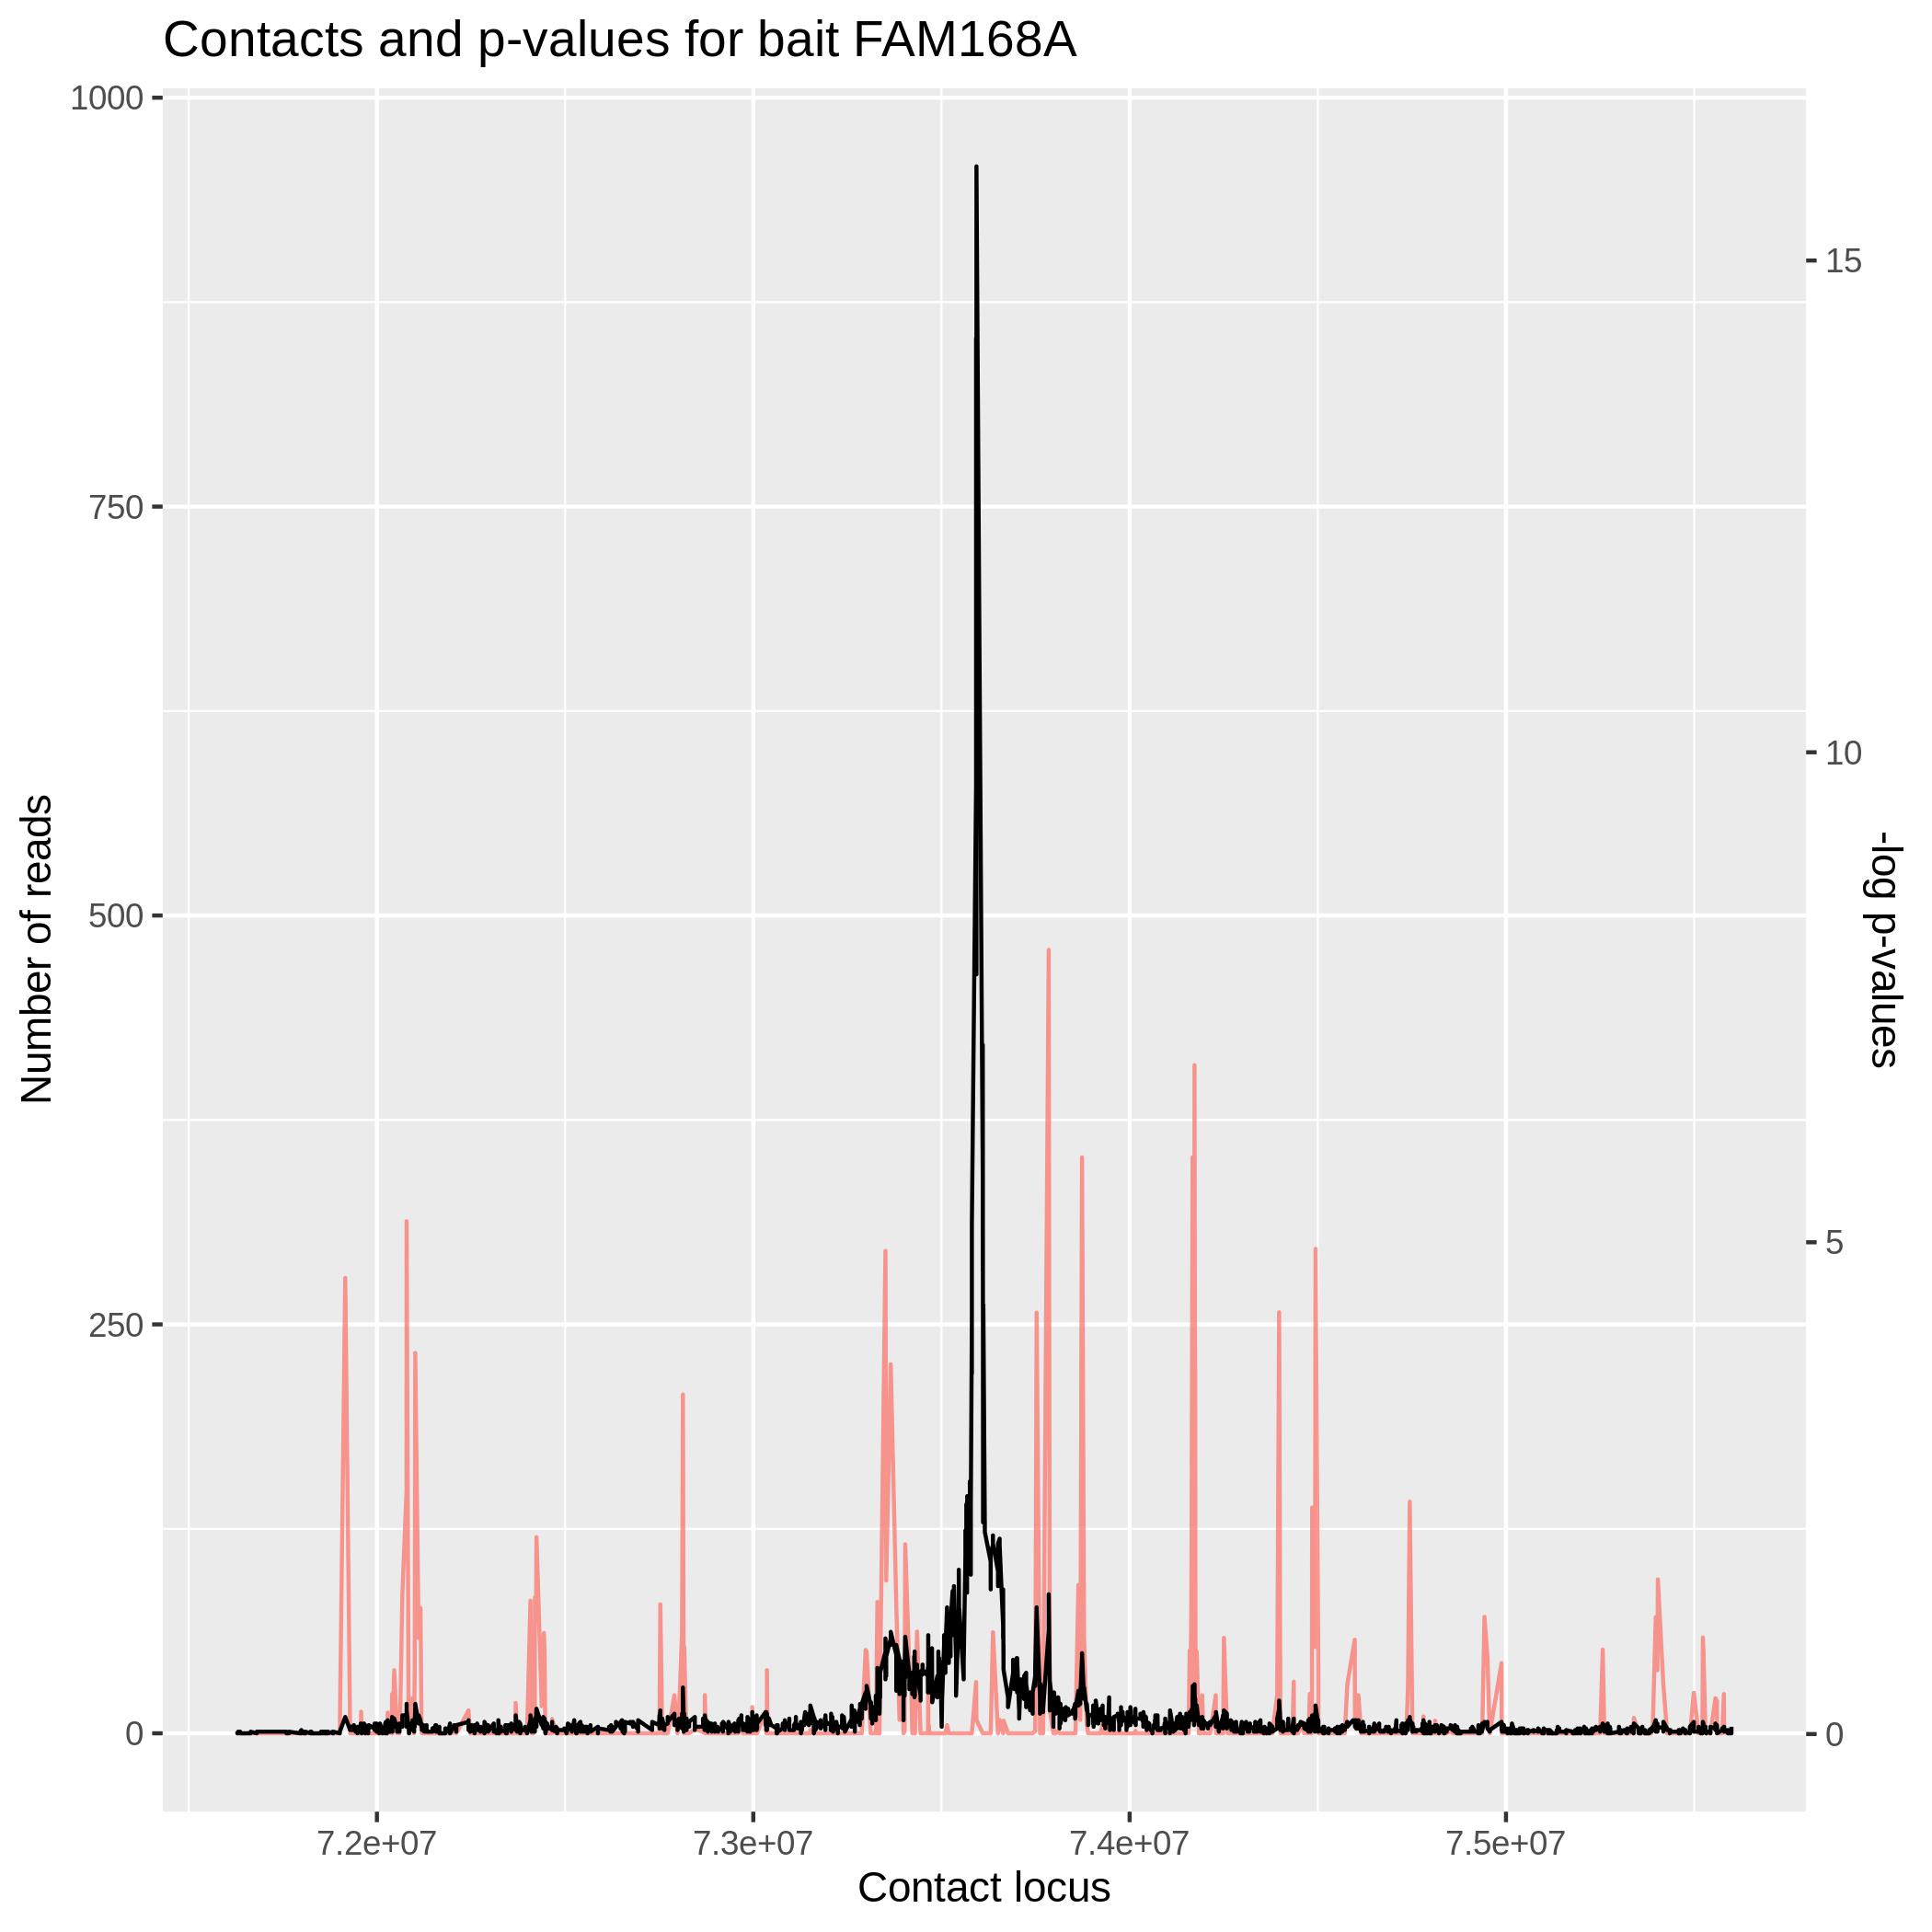 Contacts and p-values for bait FAM168A
1000
750
500
250
0
Number of reads
15
10
5
0
-log p-values
7.2e+07
7.3e+07
7.4e+07
7.5e+07
Contact locus